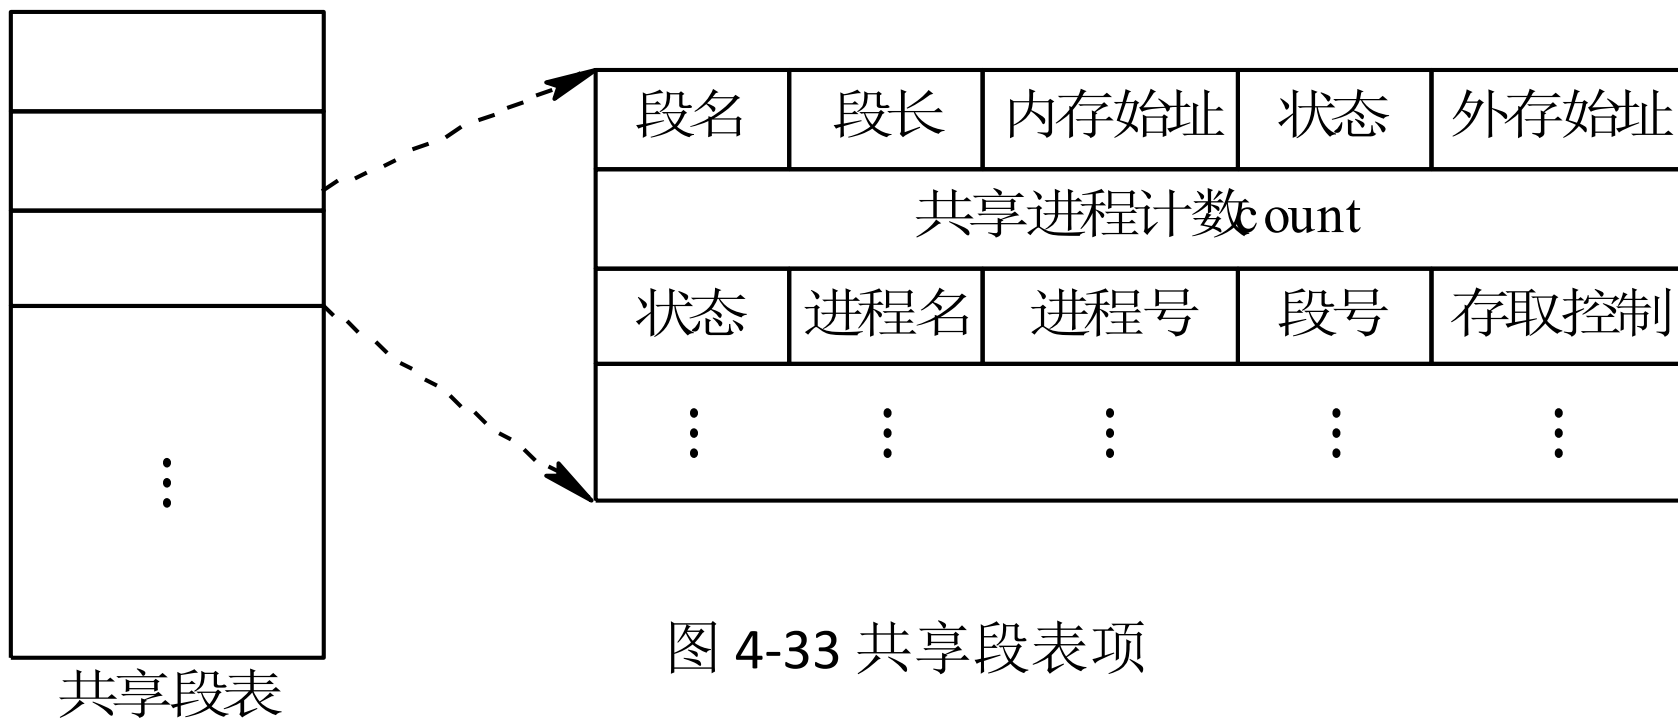 段名 段长 内存始址 状态 外存始址
共享进程计数count
状态 进程名 进程号 段号 存取控制
图 4-33 共享段表项
共享段表